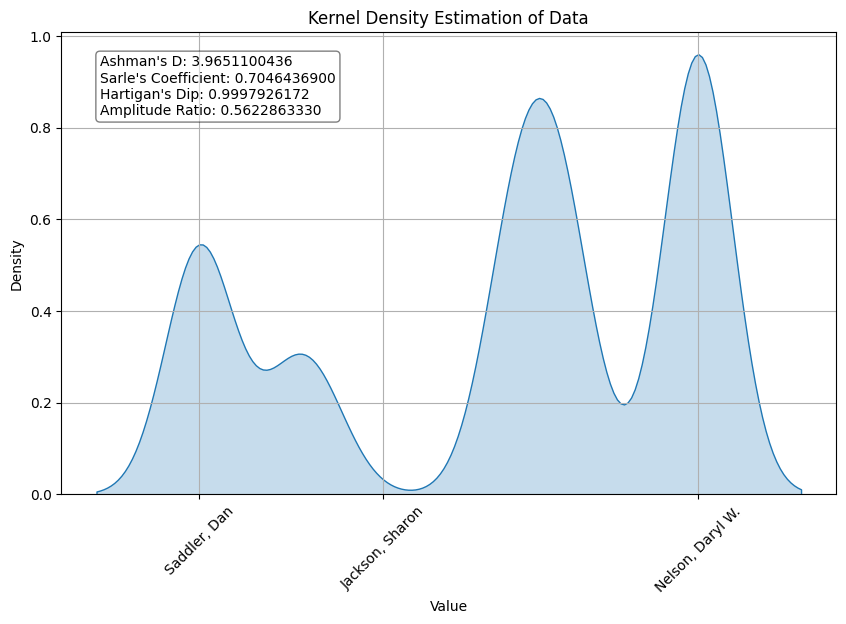 Kernel Density Estimation of Data
Ashman's D: 3.9651100436
Sarle's Coefficient: 0.7046436900
Hartigan's Dip: 0.9997926172
Amplitude Ratio: 0.5622863330
Density
1.0
0.8
0.6
0.4
0.2
0.0
Saddler, Dan
Jackson, Sharon
Nelson, Daryl W.
Value